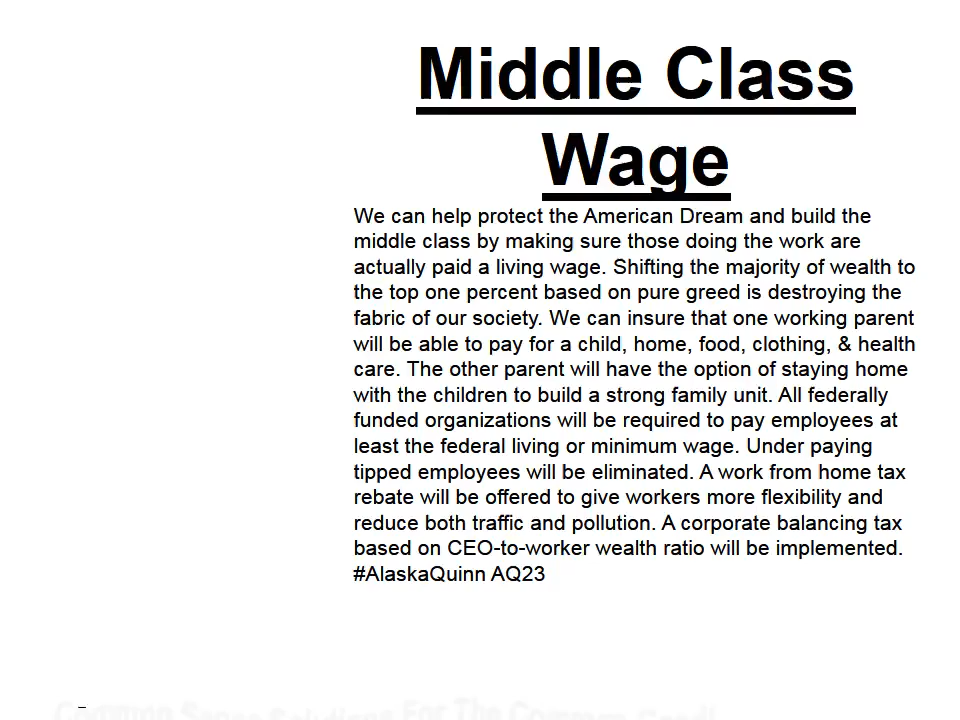 Middle Class
Wage
We can help protect the American Dream and build the
middle class by making sure those doing the work are
actually paid a living wage. Shifting the majority of wealth to
the top one percent based on pure greed is destroying the
fabric of our society. We can insure that one working parent
will be able to pay for a child, home, food, clothing, & health
care. The other parent will have the option of staying home
with the children to build a strong family unit. All federally
funded organizations will be required to pay employees at
least the federal living or minimum wage. Under paying
tipped employees will be eliminated. A work from home tax
rebate will be offered to give workers more flexibility and
reduce both traffic and pollution. A corporate balancing tax
based on CEO-to-worker wealth ratio will be implemented.
#AlaskaQuinn AQ23
Common Sense Solutions For The Common Good!